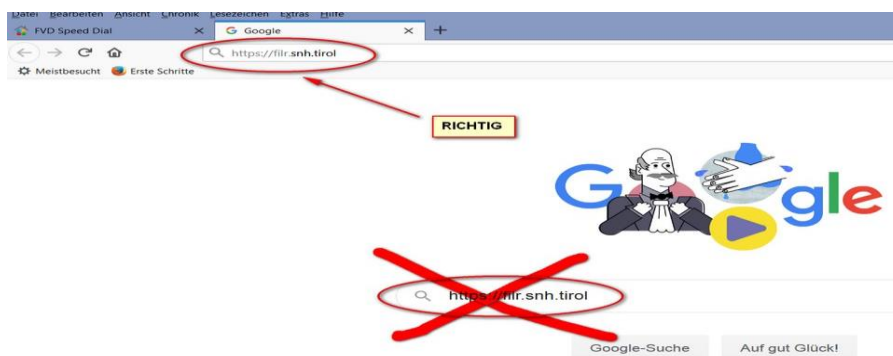 Datei Bearbeiten Ansicht Chronik Lesezeichen Extras Hilfe
FVD Speed Dial × G Google × +
https://filr.snh.tirol
Meistbesucht Erste Schritte
RICHTIG
Google
https://filr.snh.tirol
Google-Suche Auf gut Glück!